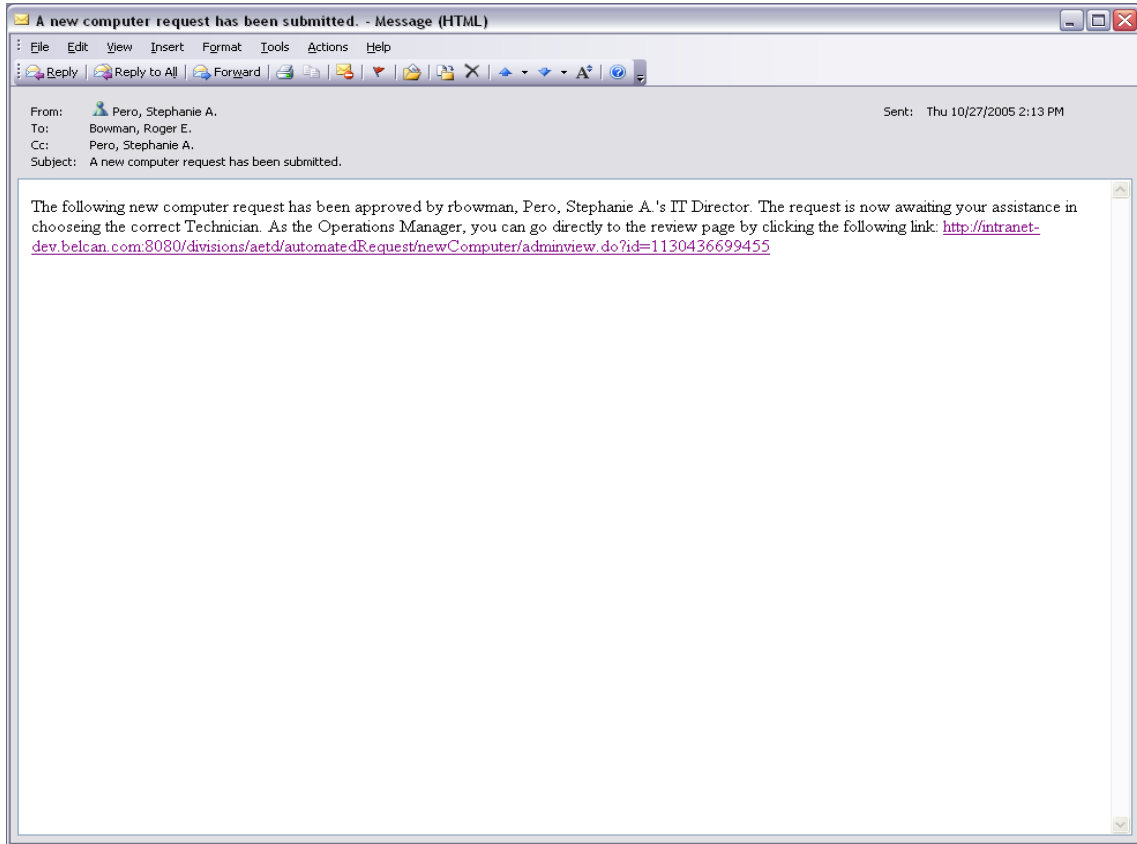 A new computer request has been submitted. - Message (HTML)
File Edit View Insert Format Tools Actions Help
Reply Reply to All Forward
From: Pero, Stephanie A. Sent: Thu 10/27/2005 2:13 PM
To: Bowman, Roger E.
Cc: Pero, Stephanie A.
Subject: A new computer request has been submitted.
The following new computer request has been approved by rbowman, Pero, Stephanie A.'s IT Director. The request is now awaiting your assistance in
chooseing the correct Technician. As the Operations Manager, you can go directly to the review page by clicking the following link: http://intranet-
dev.belcan.com:8080/divisions/aetd/automatedRequest/newComputer/adminview.do?id=1130436699455